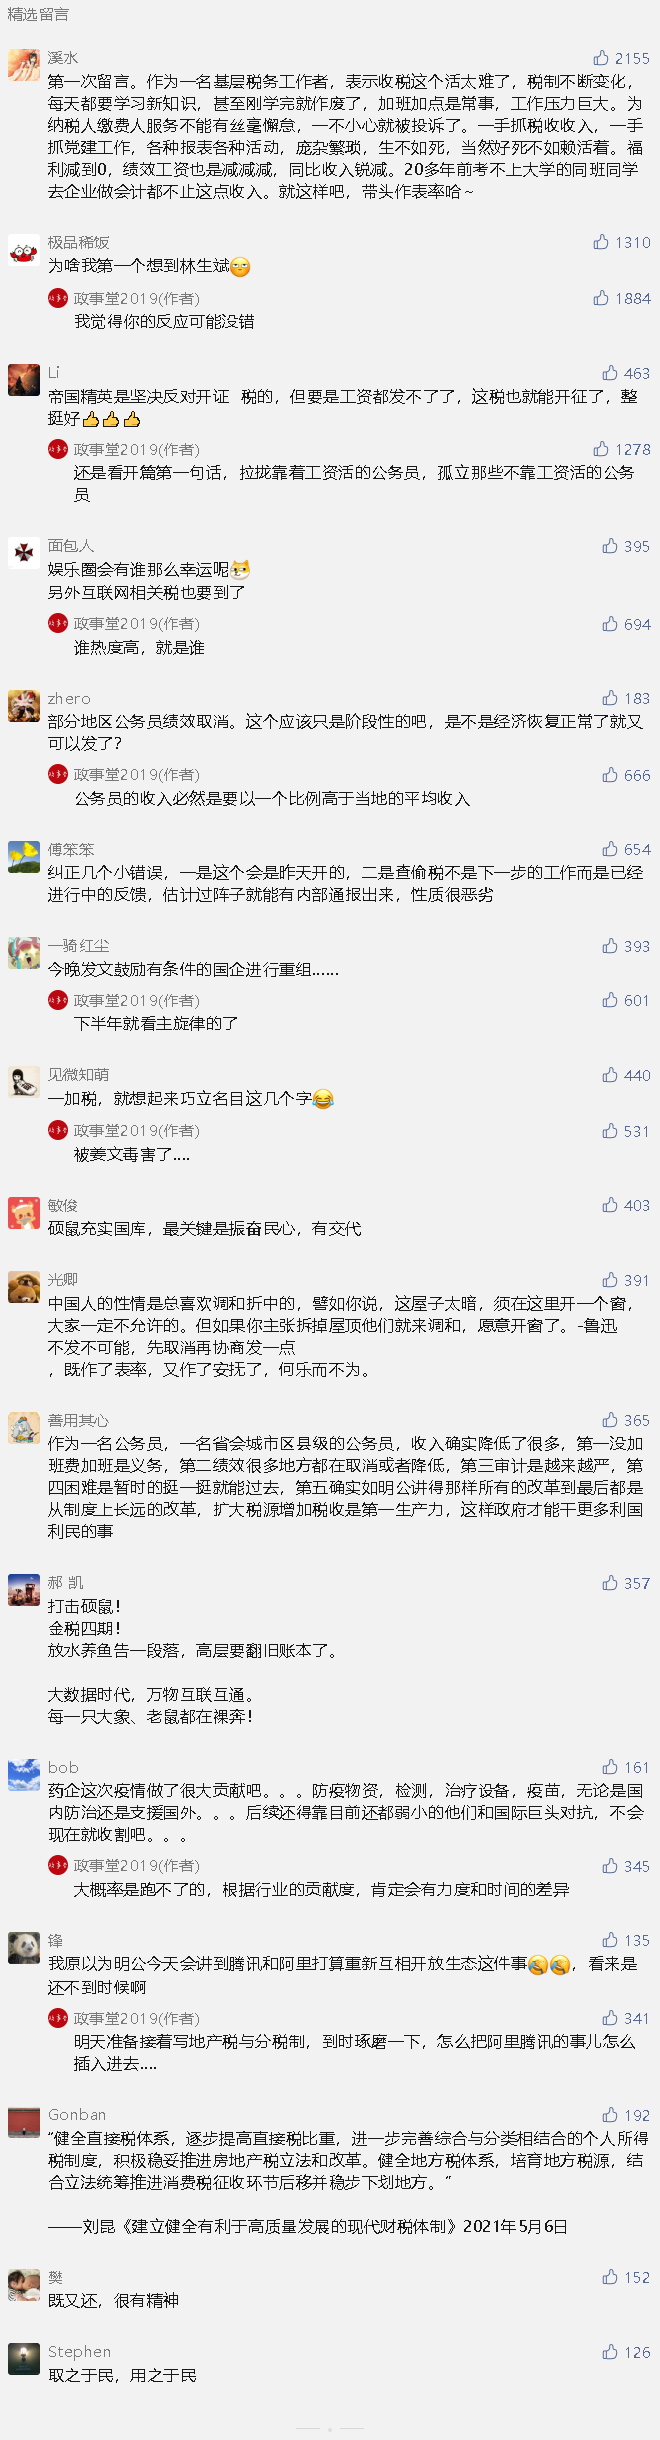 精选留言
溪水 2155
第一次留言。作为一名基层税务工作者，表示收税这个活太难了，税制不断变化，
每天都要学习新知识，甚至刚学完就作废了，加班加点是常事，工作压力巨大。为
纳税人缴费人服务不能有丝毫懈怠，一不小心就被投诉了。一手抓税收收入，一手
抓党建工作，各种报表各种活动，庞杂繁琐，生不如死，当然好死不如赖活着。福
利减到0，绩效工资也是减减减，同比收入锐减。20多年前考不上大学的同班同学
去企业做会计都不止这点收入。就这样吧，带头作表率哈～
极品稀饭 1310
为啥我第一个想到林生斌
政事堂2019(作者) 1884
我觉得你的反应可能没错
Li 463
帝国精英是坚决反对开征 税的，但要是工资都发不了了，这税也就能开征了，整
挺好👍👍👍
政事堂2019(作者) 1278
还是看开篇第一句话，拉拢靠着工资活的公务员，孤立那些不靠工资活的公务
员
面包人 395
娱乐圈会有谁那么幸运呢
另外互联网相关税也要到了
政事堂2019(作者) 694
谁热度高，就是谁
zhero 183
部分地区公务员绩效取消。这个应该只是阶段性的吧，是不是经济恢复正常了就又
可以发了？
政事堂2019(作者) 666
公务员的收入必然是要以一个比例高于当地的平均收入
傅笨笨 654
纠正几个小错误，一是这个会是昨天开的，二是查偷税不是下一步的工作而是已经
进行中的反馈，估计过阵子就能有内部通报出来，性质很恶劣
一骑红尘 393
今晚发文鼓励有条件的国企进行重组......
政事堂2019(作者) 601
下半年就看主旋律的了
见微知萌 440
一加税，就想起来巧立名目这几个字😂
政事堂2019(作者) 531
被姜文毒害了....
敏俊 403
硕鼠充实国库，最关键是振奋民心，有交代
光卿 391
中国人的性情是总喜欢调和折中的，譬如你说，这屋子太暗，须在这里开一个窗，
大家一定不允许的。但如果你主张拆掉屋顶他们就来调和，愿意开窗了。-鲁迅
不发不可能，先取消再协商发一点
，既作了表率，又作了安抚了，何乐而不为。
善用其心 365
作为一名公务员，一名省会城市区县级的公务员，收入确实降低了很多，第一没加
班费加班是义务，第二绩效很多地方都在取消或者降低，第三审计是越来越严，第
四困难是暂时的挺一挺就能过去，第五确实如明公讲得那样所有的改革到最后都是
从制度上长远的改革，扩大税源增加税收是第一生产力，这样政府才能干更多利国
利民的事
郝 凯 357
打击硕鼠！
金税四期！
放水养鱼告一段落，高层要翻旧账本了。
大数据时代，万物互联互通。
每一只大象、老鼠都在裸奔！
bob 161
药企这次疫情做了很大贡献吧。。。防疫物资，检测，治疗设备，疫苗，无论是国
内防治还是支援国外。。。后续还得靠目前还都弱小的他们和国际巨头对抗，不会
现在就收割吧。。。
政事堂2019(作者) 345
大概率是跑不了的，根据行业的贡献度，肯定会有力度和时间的差异
锋 135
我原以为明公今天会讲到腾讯和阿里打算重新互相开放生态这件事，看来是
还不到时候啊
政事堂2019(作者) 341
明天准备接着写地产税与分税制，到时琢磨一下，怎么把阿里腾讯的事儿怎么
插入进去....
Gonban 192
“健全直接税体系，逐步提高直接税比重，进一步完善综合与分类相结合的个人所得
税制度，积极稳妥推进房地产税立法和改革。健全地方税体系，培育地方税源，结
合立法统筹推进消费税征收环节后移并稳步下划地方。”
——刘昆《建立健全有利于高质量发展的现代财税体制》2021年5月6日
樊 152
既又还，很有精神
Stephen 126
取之于民，用之于民